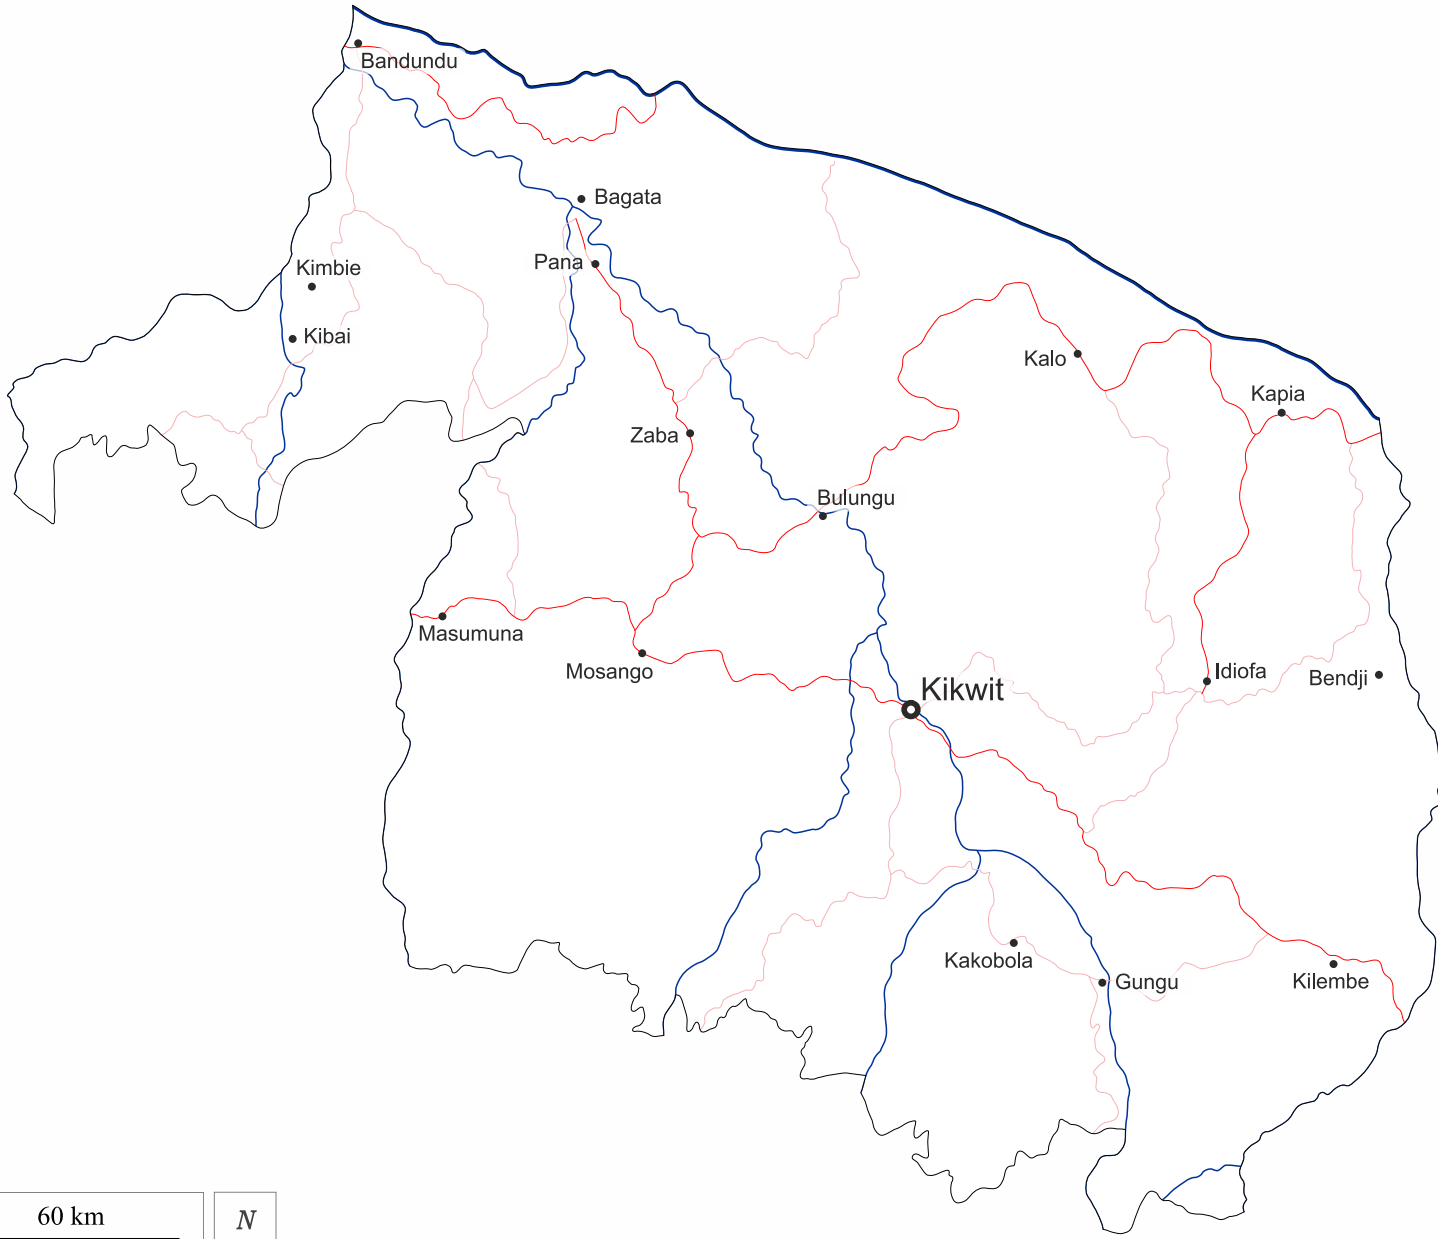 Bandundu
Bagata
Pana
Kimbie
Kibai
Kalo
Kapia
Zaba
Bulungu
Masumuna
Mosango
Idiofa
Bendji
Kikwit
Kakobola
Gungu
Kilembe
60 km
N